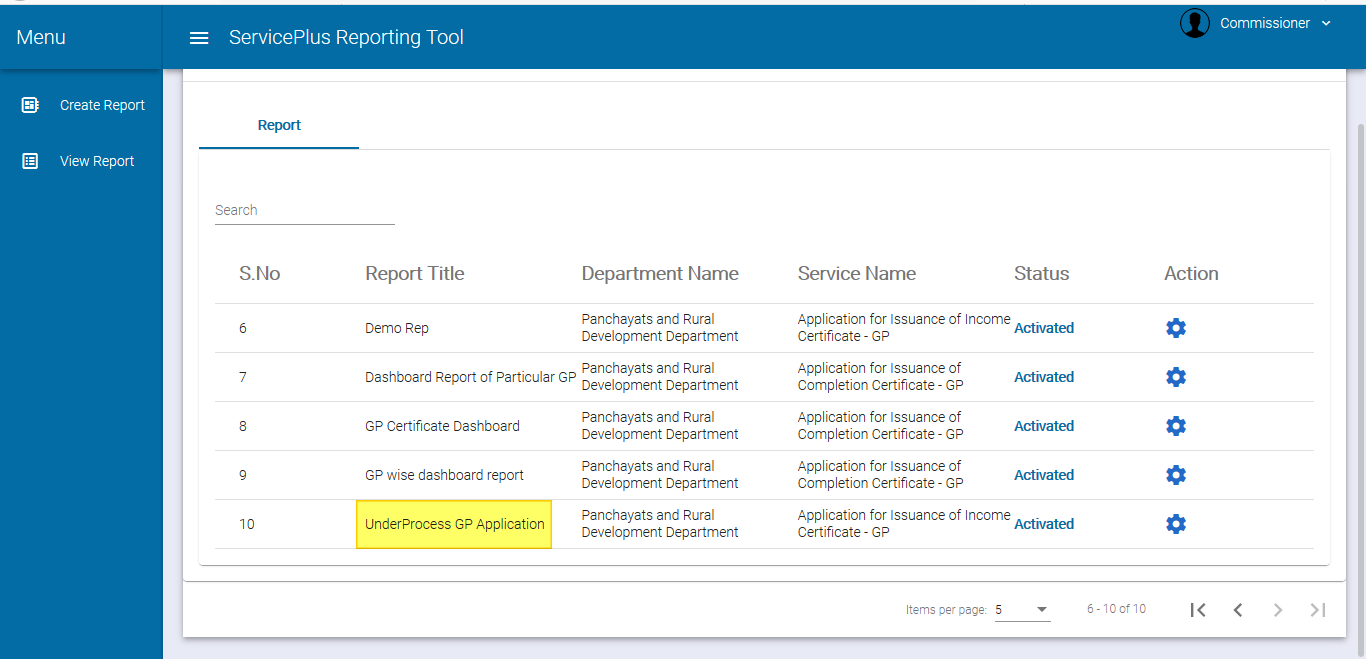 Menu
ServicePlus Reporting Tool
Commissioner
Create Report
View Report
Report
Search
S.No Report Title Department Name Service Name Status Action
6 Demo Rep Panchayats and Rural Development Department Application for Issuance of Income Certificate - GP Activated
7 Dashboard Report of Particular GP Panchayats and Rural Development Department Application for Issuance of Completion Certificate - GP Activated
8 GP Certificate Dashboard Panchayats and Rural Development Department Application for Issuance of Completion Certificate - GP Activated
9 GP wise dashboard report Panchayats and Rural Development Department Application for Issuance of Completion Certificate - GP Activated
10 UnderProcess GP Application Panchayats and Rural Development Department Application for Issuance of Income Certificate - GP Activated
Items per page: 5 6 - 10 of 10